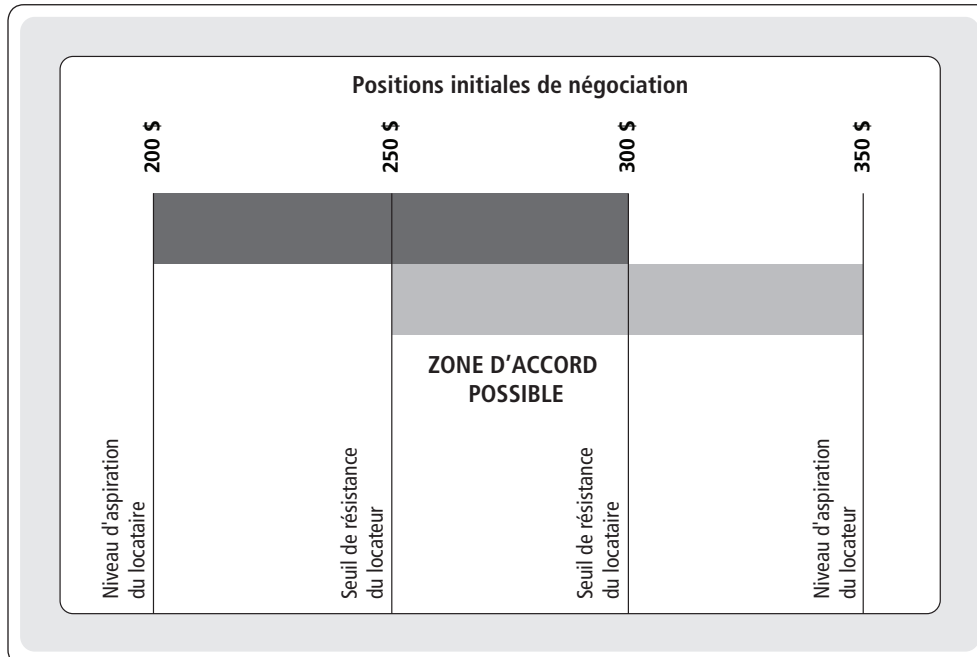 Positions initiales de négociation
200 $
250 $
300 $
350 $
ZONE D’ACCORD
POSSIBLE
Niveau d'aspiration
du locataire
Seuil de résistance
du locateur
Seuil de résistance
du locataire
Niveau d'aspiration
du locateur